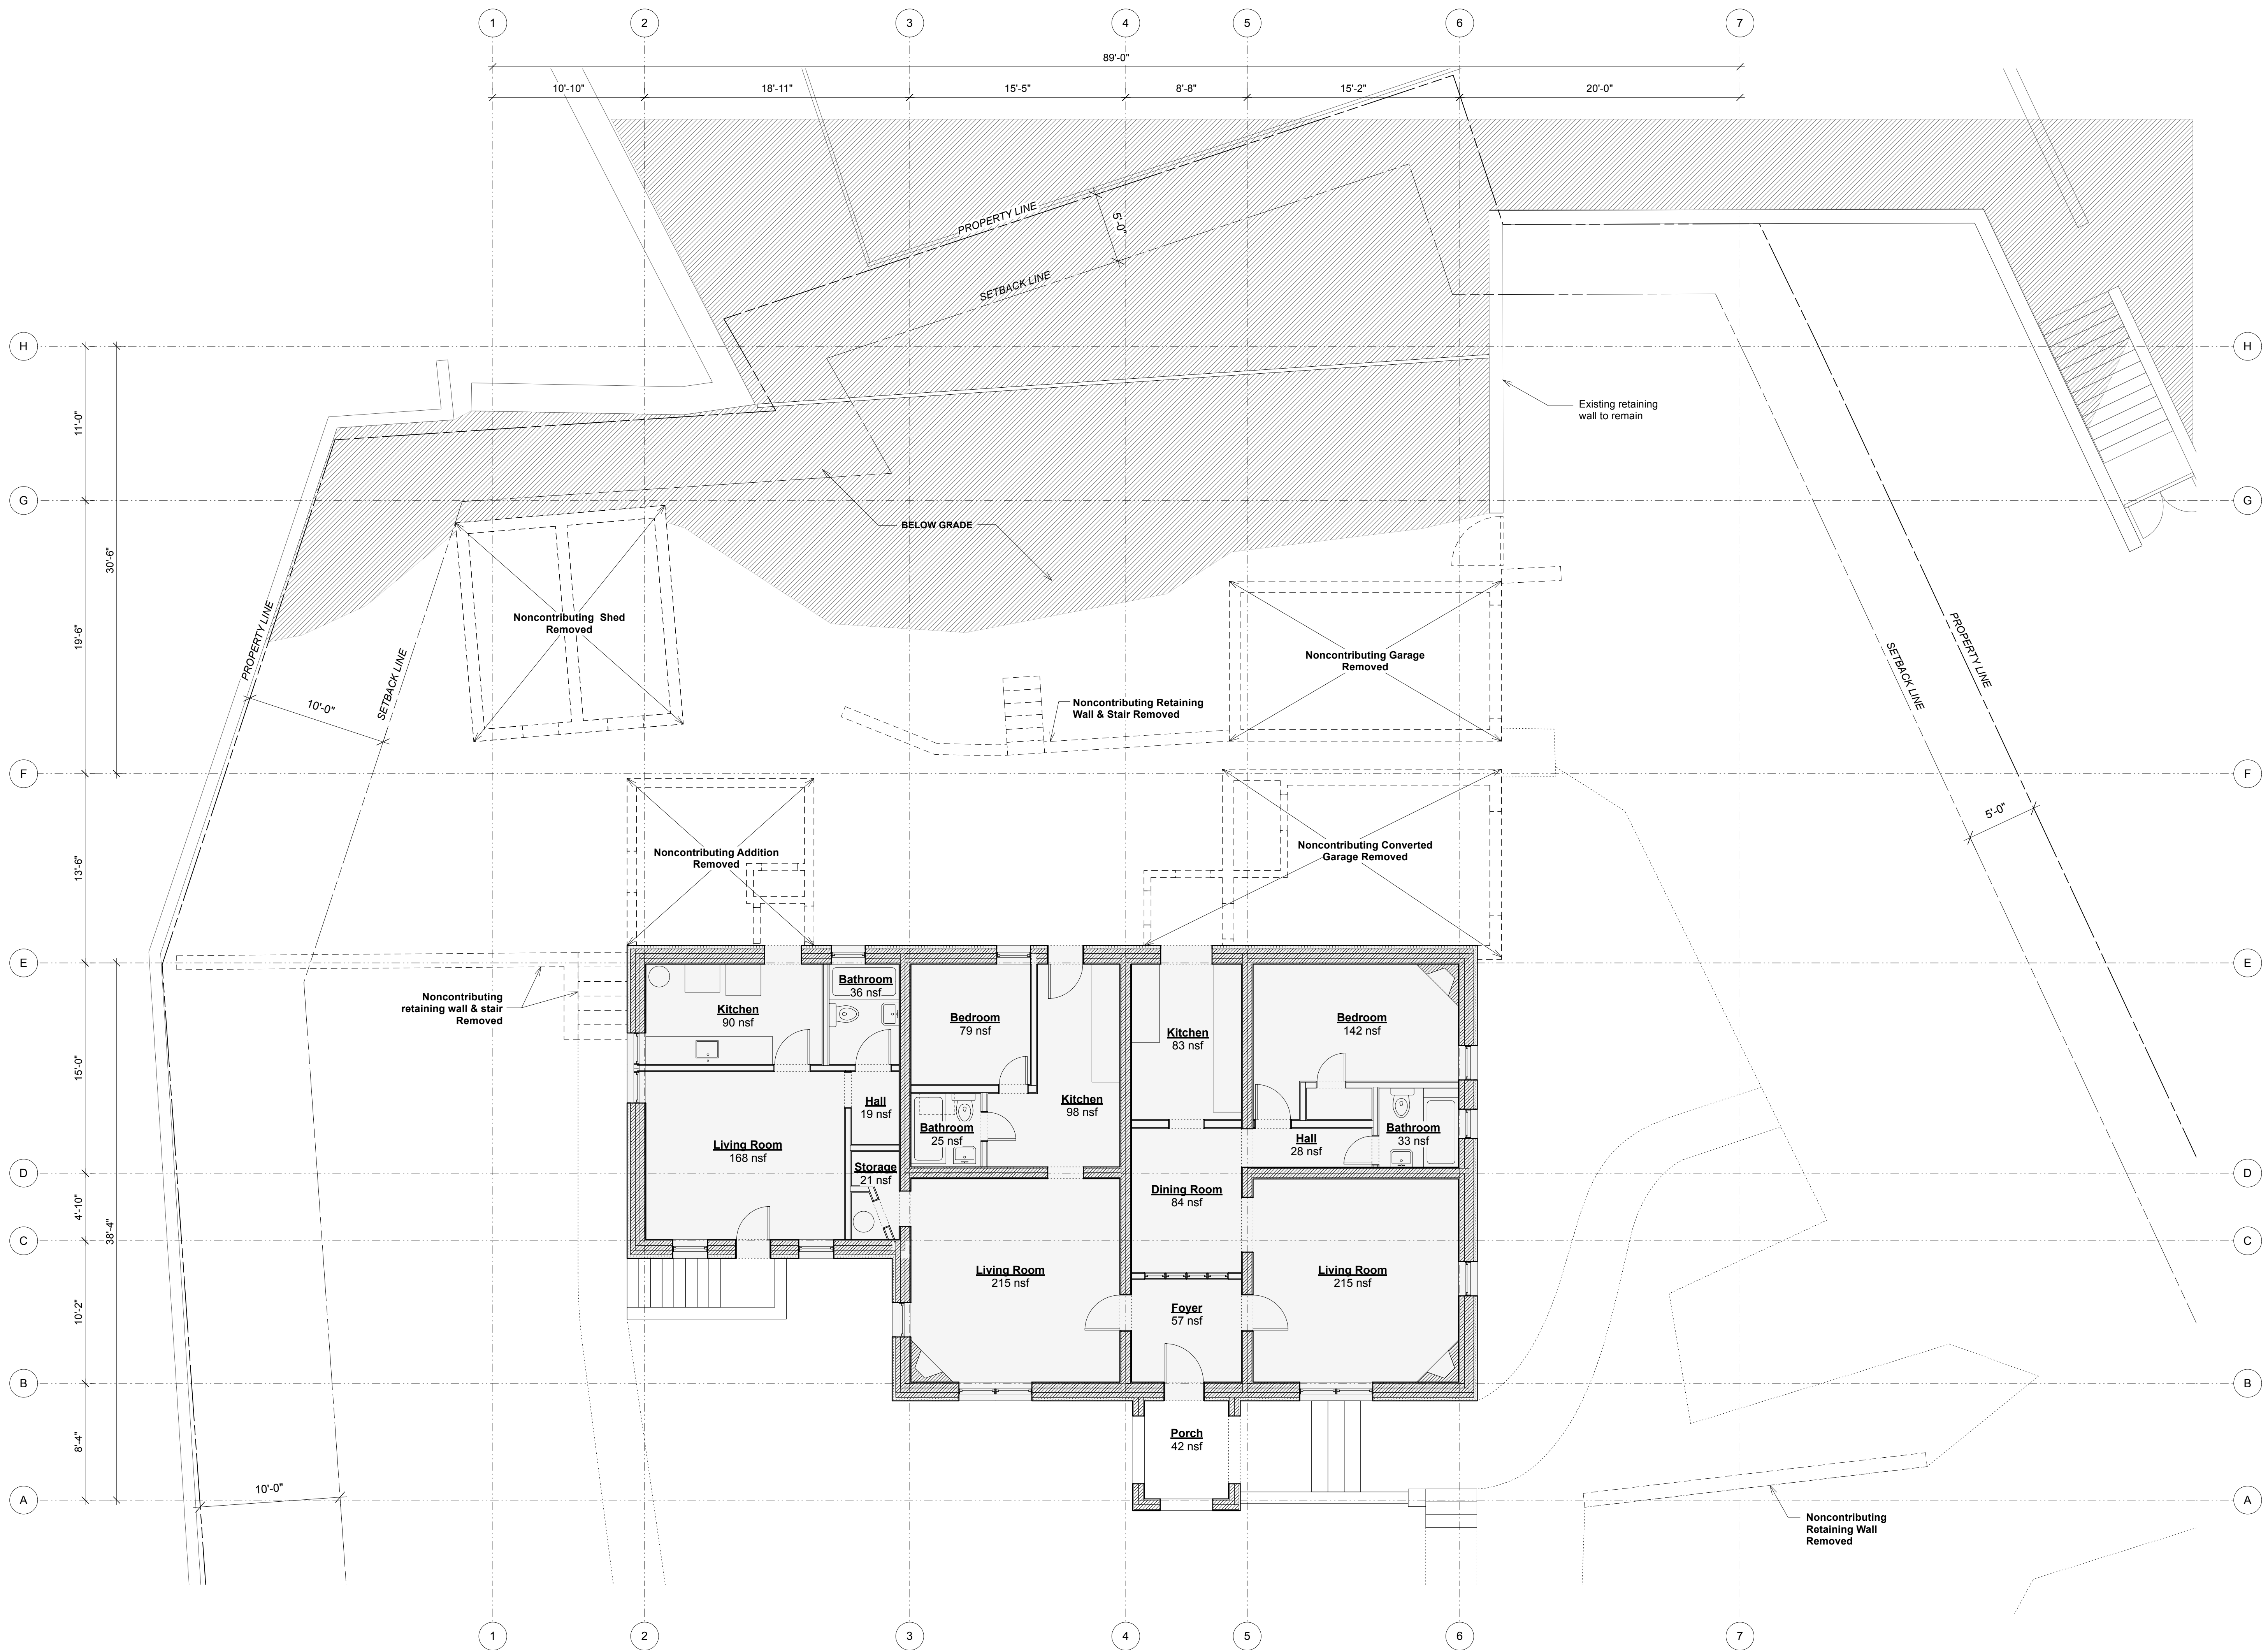 1 2 3 4 5 6 7
89'-0"
10'-10" 18'-11" 15'-5" 8'-8" 15'-2" 20'-0"
PROPERTY LINE
5'-0"
SETBACK LINE
H H
11'-0"
Existing retaining
wall to remain
G G
BELOW GRADE
30'-6"
19'-6"
Noncontributing Shed
Removed
PROPERTY LINE
SETBACK LINE
10'-0"
Noncontributing Garage
Removed
Noncontributing Retaining
Wall & Stair Removed
PROPERTY LINE
SETBACK LINE
5'-0"
F F
13'-6"
Noncontributing Addition
Removed
Noncontributing Converted
Garage Removed
E E
Noncontributing
retaining wall & stair
Removed
Kitchen
90 nsf
Bathroom
36 nsf
Bedroom
79 nsf
Kitchen
83 nsf
Bedroom
142 nsf
15'-0"
Hall
19 nsf
Kitchen
98 nsf
Bathroom
25 nsf
Hall
28 nsf
Bathroom
33 nsf
Living Room
168 nsf
Storage
21 nsf
D D
4'-10"
38'-4"
Dining Room
84 nsf
C C
Living Room
215 nsf
Living Room
215 nsf
10'-2"
Foyer
57 nsf
B B
8'-4"
Porch
42 nsf
10'-0"
A A
Noncontributing
Retaining Wall
Removed
1 2 3 4 5 6 7